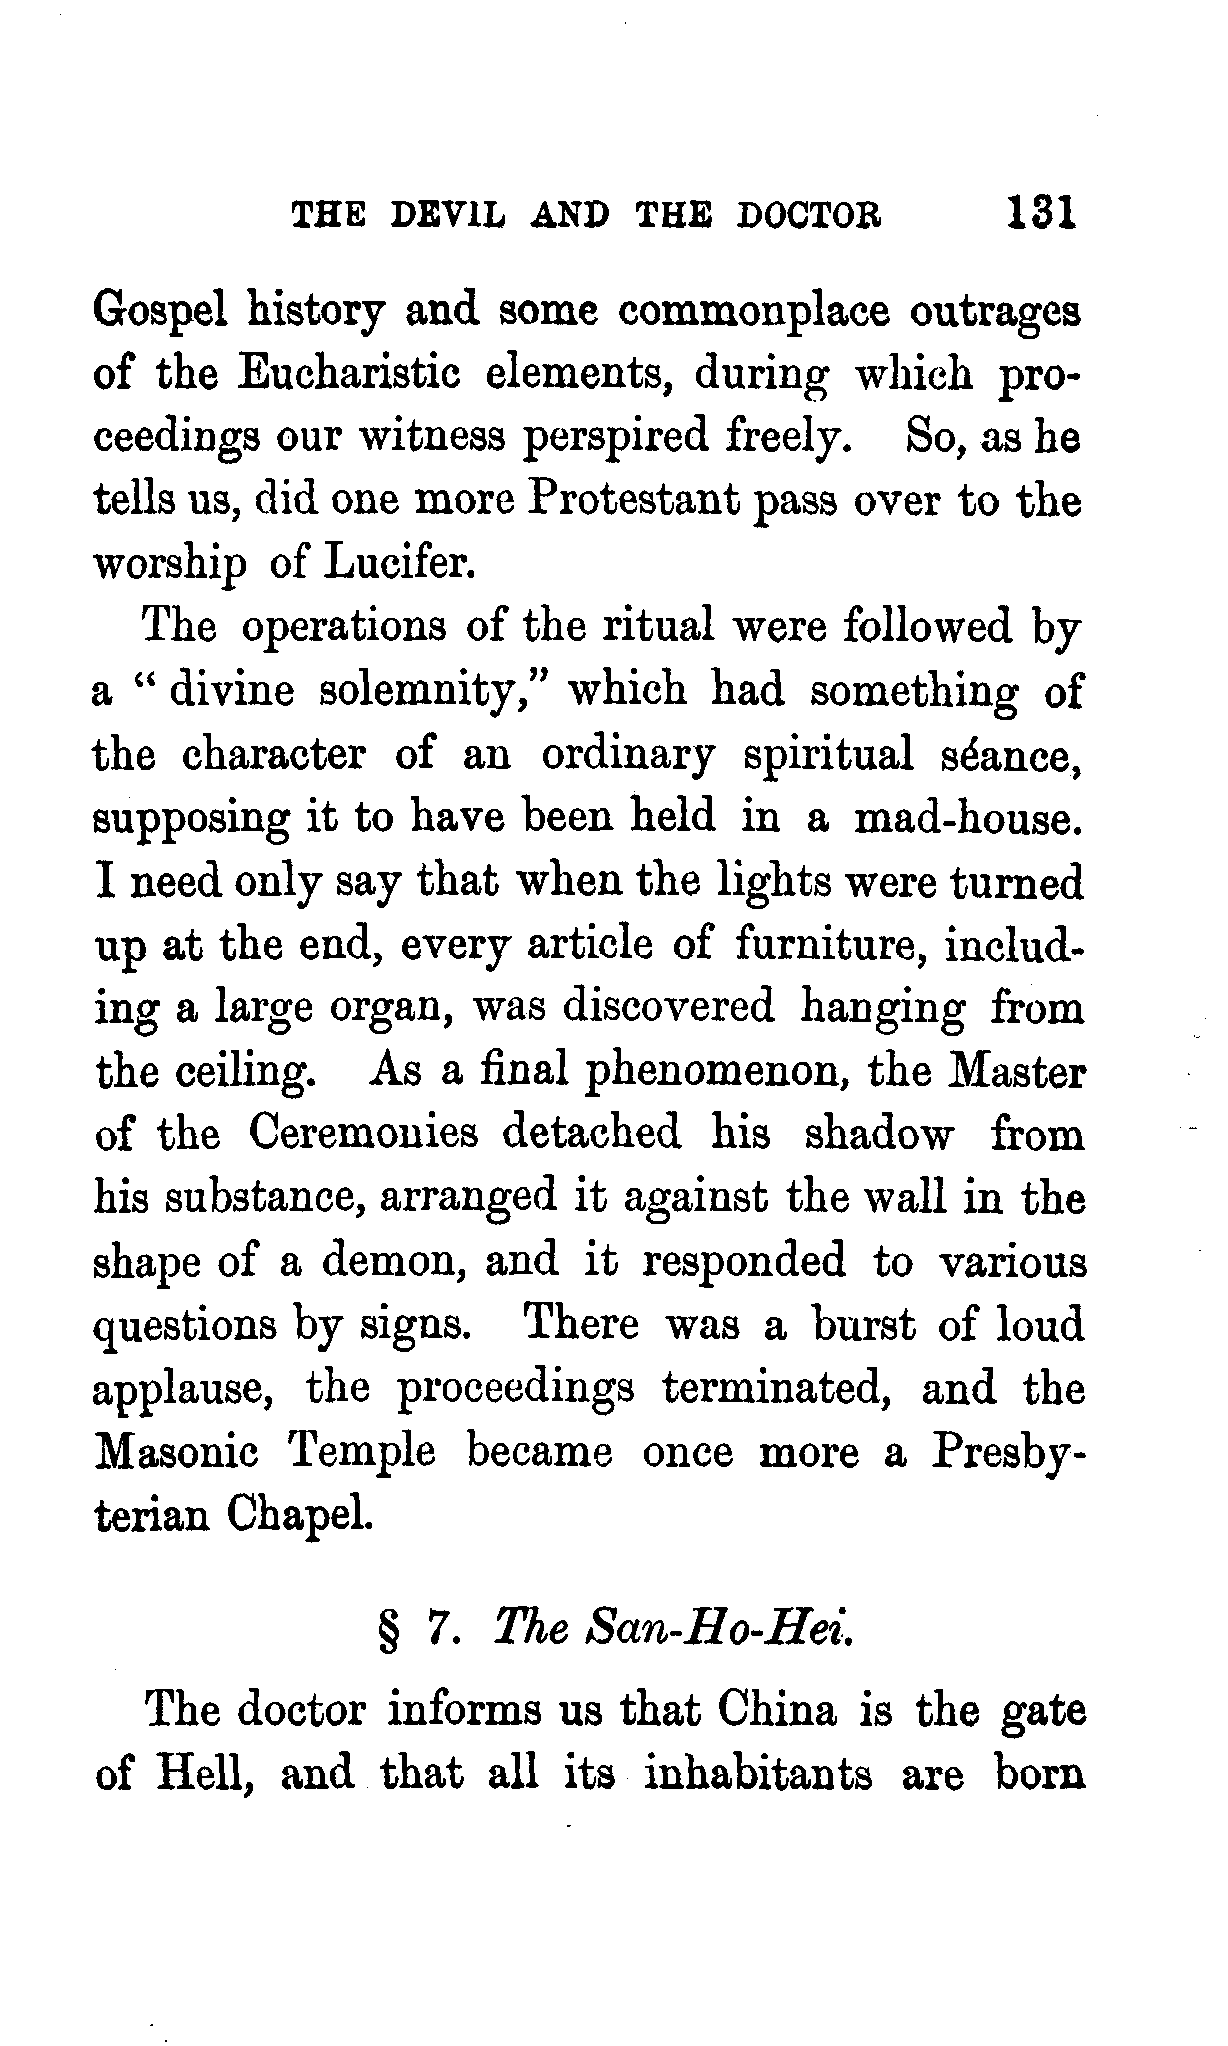 THE DEVIL AND THE DOCTOR 131
Gospel history and some commonplace outrages
of the Eucharistic elements, during which pro-
ceedings our witness perspired freely. So, as he
tells us, did one more Protestant pass over to the
worship of Lucifer.
The operations of the ritual were followed by
a “ divine solemnity,” which had something of
the character of an ordinary spiritual séance,
supposing it to have been held in a mad-house.
I need only say that when the lights were turned
up at the end, every article of furniture, includ-
ing a large organ, was discovered hanging from
the ceiling. As a final phenomenon, the Master
of the Ceremonies detached his shadow from
his substance, arranged it against the wall in the
shape of a demon, and it responded to various
questions by signs. There was a burst of loud
applause, the proceedings terminated, and the
Masonic Temple became once more a Presby-
terian Chapel.
§ 7. The San-Ho-Hei.
The doctor informs us that China is the gate
of Hell, and that all its inhabitants are born